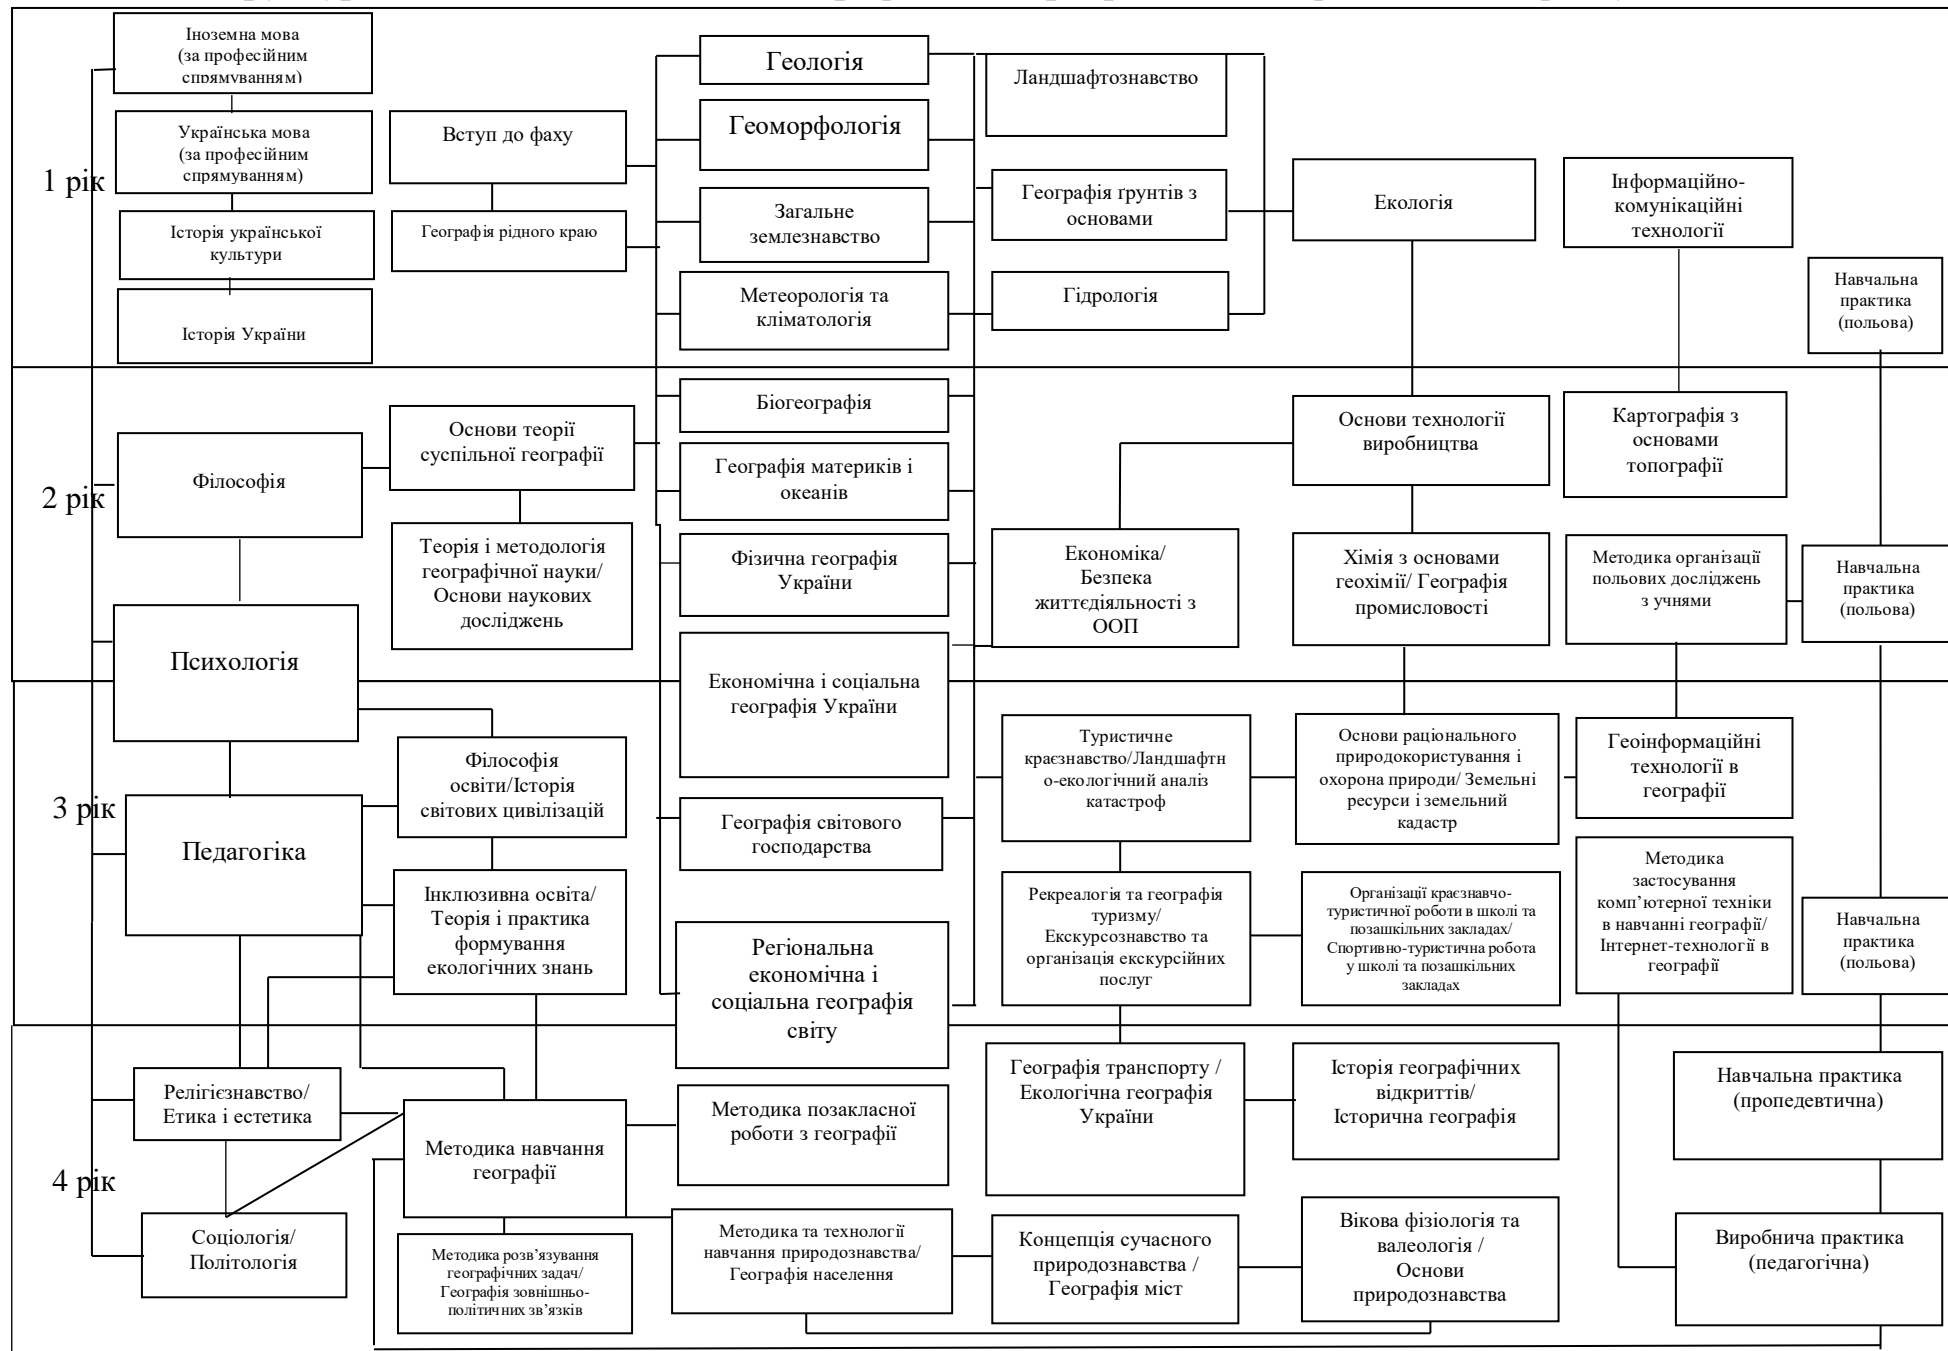 1 рік
Іноземна мова
(за професійним
спрямуванням)
Українська мова
(за професійним
спрямуванням)
Історія української
культури
Історія України
Вступ до фаху
Географія рідного краю
Геологія
Геоморфологія
Загальне
землезнавство
Метеорологія та
кліматологія
Ландшафтознавство
Географія ґрунтів з
основами
Гідрологія
Екологія
Інформаційно-
комунікаційні
технології
Навчальна
практика
(польова)
2 рік
Філософія
Психологія
Основи теорії
суспільної географії
Теорія і методологія
географічної науки/
Основи наукових
досліджень
Біогеографія
Географія материків і
океанів
Фізична географія
України
Економічна і соціальна
географія України
Економіка/
Безпека
життєдіяльності з
ООП
Основи технології
виробництва
Хімія з основами
геохімії/ Географія
промисловості
Картографія з
основами
топографії
Методика організації
польових досліджень
з учнями
Навчальна
практика
(польова)
3 рік
Педагогіка
Філософія
освіти/Історія
світових цивілізацій
Інклюзивна освіта/
Теорія і практика
формування
екологічних знань
Географія світового
господарства
Регіональна
економічна і
соціальна географія
світу
Туристичне
краєзнавство/Ландшафтн
о-екологічний аналіз
катастроф
Рекреалогія та географія
туризму/
Екскурсознавство та
організація екскурсійних
послуг
Основи раціонального
природокористування і
охорона природи/ Земельні
ресурси і земельний
кадастр
Організації краєзнавчо-
туристичної роботи в школі та
позашкільних закладах/
Спортивно-туристична робота
у школі та позашкільних
закладах
Геоінформаційні
технології в
географії
Методика
застосування
комп’ютерної техніки
в навчанні географії/
Інтернет-технології в
географії
Навчальна
практика
(польова)
4 рік
Релігієзнавство/
Етика і естетика
Соціологія/
Політологія
Методика навчання
географії
Методика розв’язування
географічних задач/
Географія зовнішньо-
політичних зв’язків
Методика позакласної
роботи з географії
Методика та технології
навчання природознавства/
Географія населення
Географія транспорту /
Екологічна географія
України
Концепція сучасного
природознавства /
Географія міст
Історія географічних
відкриттів/
Історична географія
Вікова фізіологія та
валеологія /
Основи
природознавства
Навчальна практика
(пропедевтична)
Виробнича практика
(педагогічна)